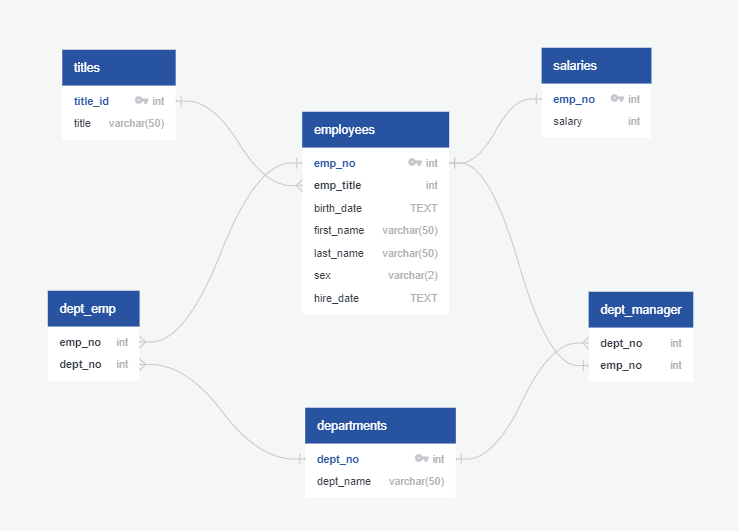 titles
title_id int
title varchar(50)
salaries
emp_no int
salary int
employees
emp_no int
emp_title int
birth_date TEXT
first_name varchar(50)
last_name varchar(50)
sex varchar(2)
hire_date TEXT
dept_emp
emp_no int
dept_no int
dept_manager
dept_no int
emp_no int
departments
dept_no int
dept_name varchar(50)